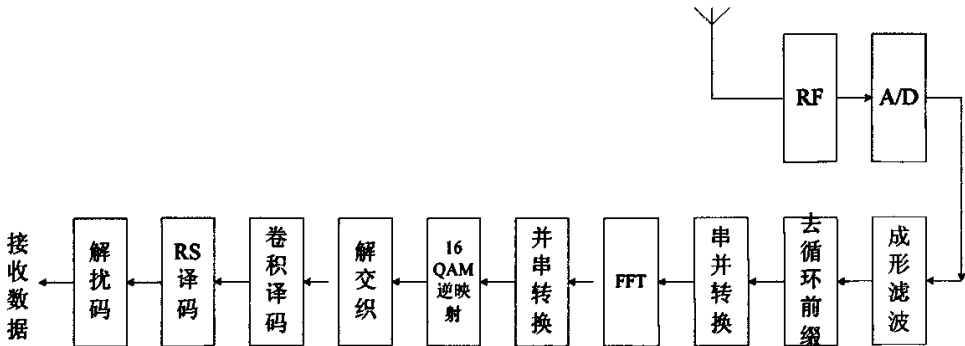 RF
A/D
接收数据
解扰码
RS
译码
卷积译码
解交织
16
QAM
逆映
射
并串转换
FFT
串并转换
去循环前缀
成形滤波